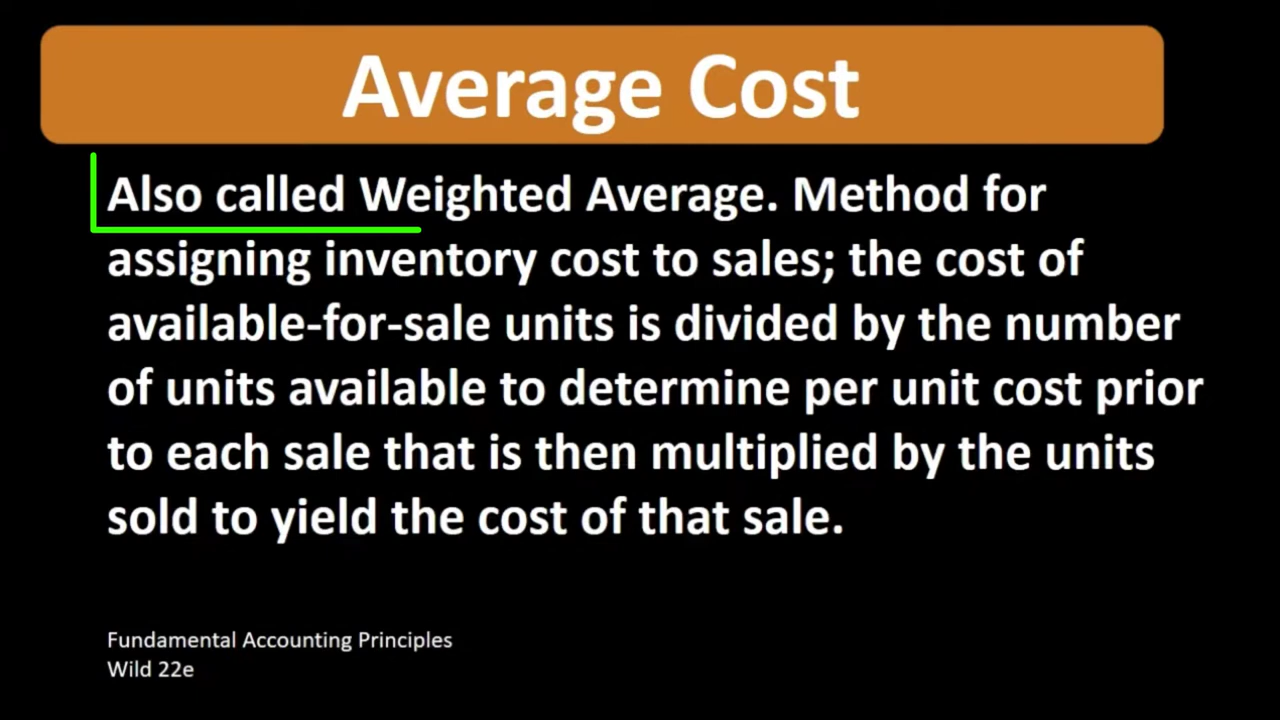 Average Cost
Also called Weighted Average. Method for
assigning inventory cost to sales; the cost of
available-for-sale units is divided by the number
of units available to determine per unit cost prior
to each sale that is then multiplied by the units
sold to yield the cost of that sale.
Fundamental Accounting Principles
Wild 22e